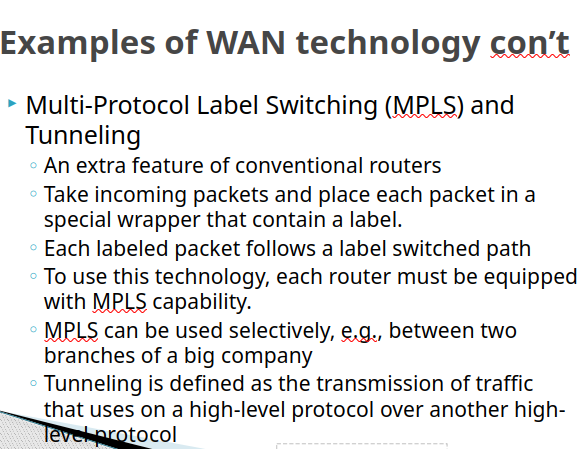 Examples of WAN technology con't
Multi-Protocol Label Switching (MPLS) and
Tunneling
An extra feature of conventional routers
Take incoming packets and place each packet in a
special wrapper that contain a label.
Each labeled packet follows a label switched path
To use this technology, each router must be equipped
with MPLS capability.
MPLS can be used selectively, e.g., between two
branches of a big company
Tunneling is defined as the transmission of traffic
that uses on a high-level protocol over another high-
level protocol